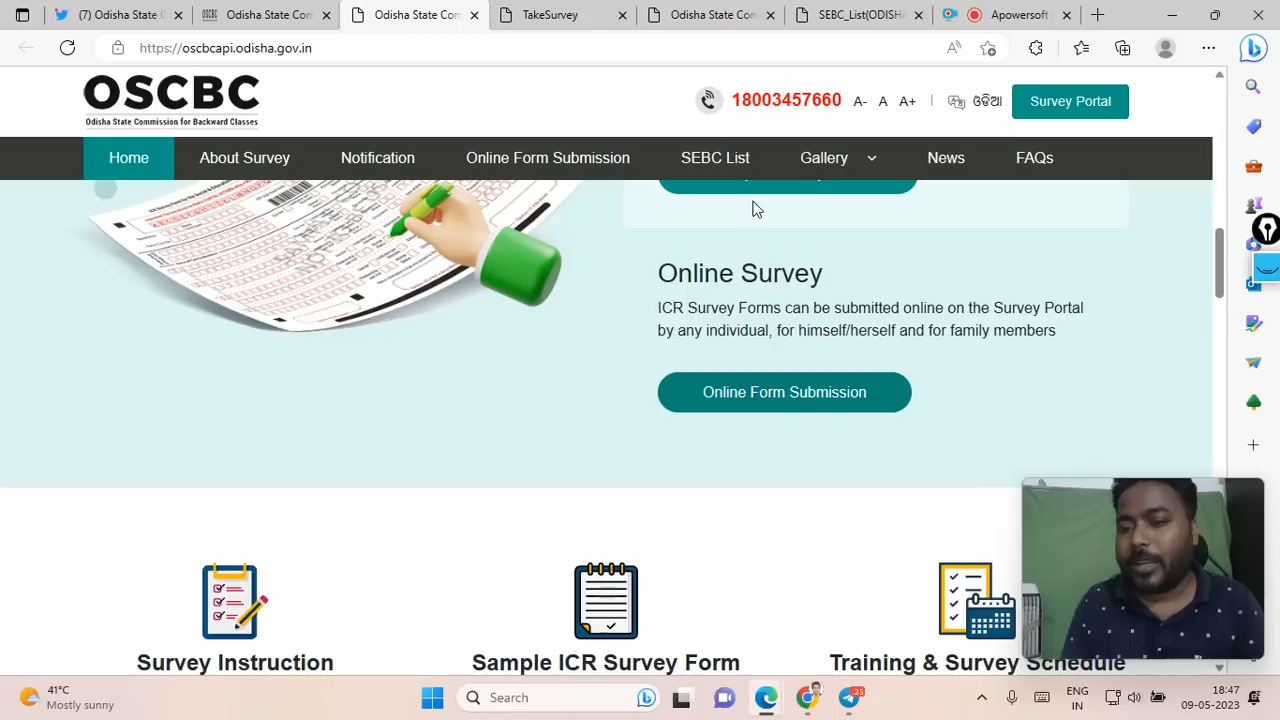 (7) Odisha State C
Odisha State Com
Odisha State Com
TakeSurvey
Odisha State Com
SEBC_List(ODISHA
Apowersoft
https://oscbcapi.odisha.gov.in
OSCBC
Odisha State Commission for Backward Classes
18003457660
A- A A+
ଓଡିଆ
Survey Portal
Home
About Survey
Notification
Online Form Submission
SEBC List
Gallery
News
FAQs
Online Survey
ICR Survey Forms can be submitted online on the Survey Portal
by any individual, for himself/herself and for family members
Online Form Submission
Survey Instruction
Sample ICR Survey Form
Training & Survey Schedule
41°C
Mostly sunny
Search
25
ENG
IN
18:47
09-05-2023